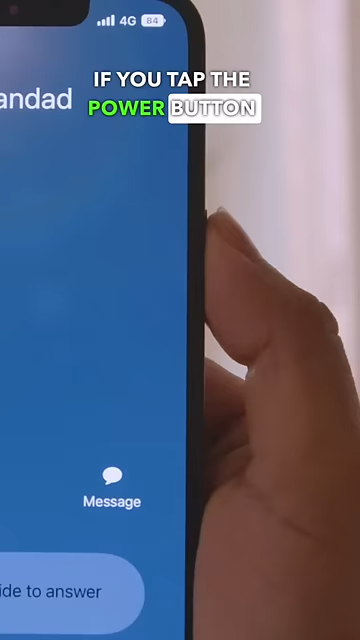 4G 84
andad
IF YOU TAP THE
POWER BUTTON
Message
ide to answer